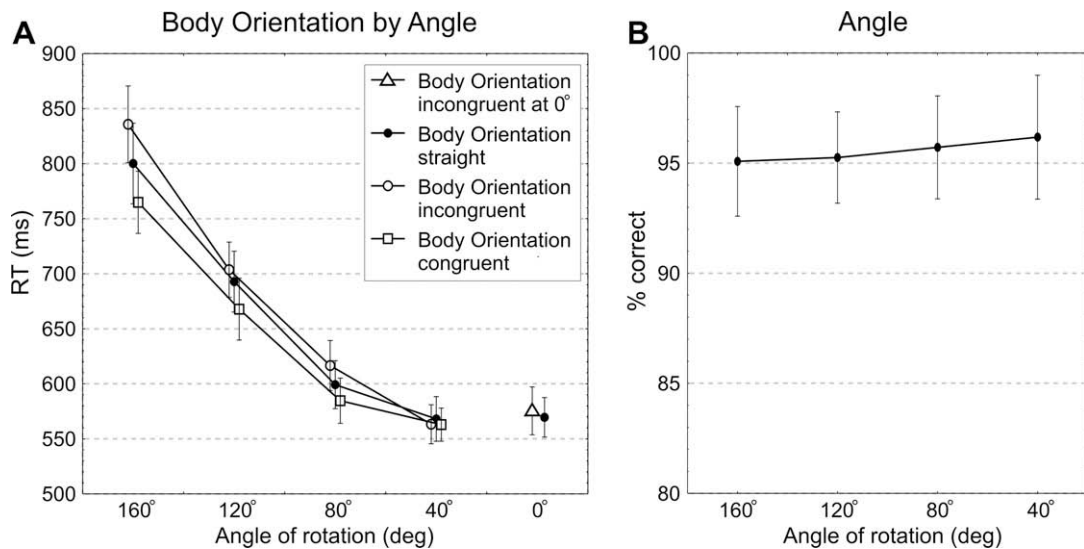 A
Body Orientation by Angle
900
850
800
750
700
650
600
550
500
RT (ms)
Body Orientation
incongruent at 0°
Body Orientation
straight
Body Orientation
incongruent
Body Orientation
congruent
160° 120° 80° 40° 0°
Angle of rotation (deg)
B
Angle
100
95
90
85
80
% correct
160° 120° 80° 40°
Angle of rotation (deg)